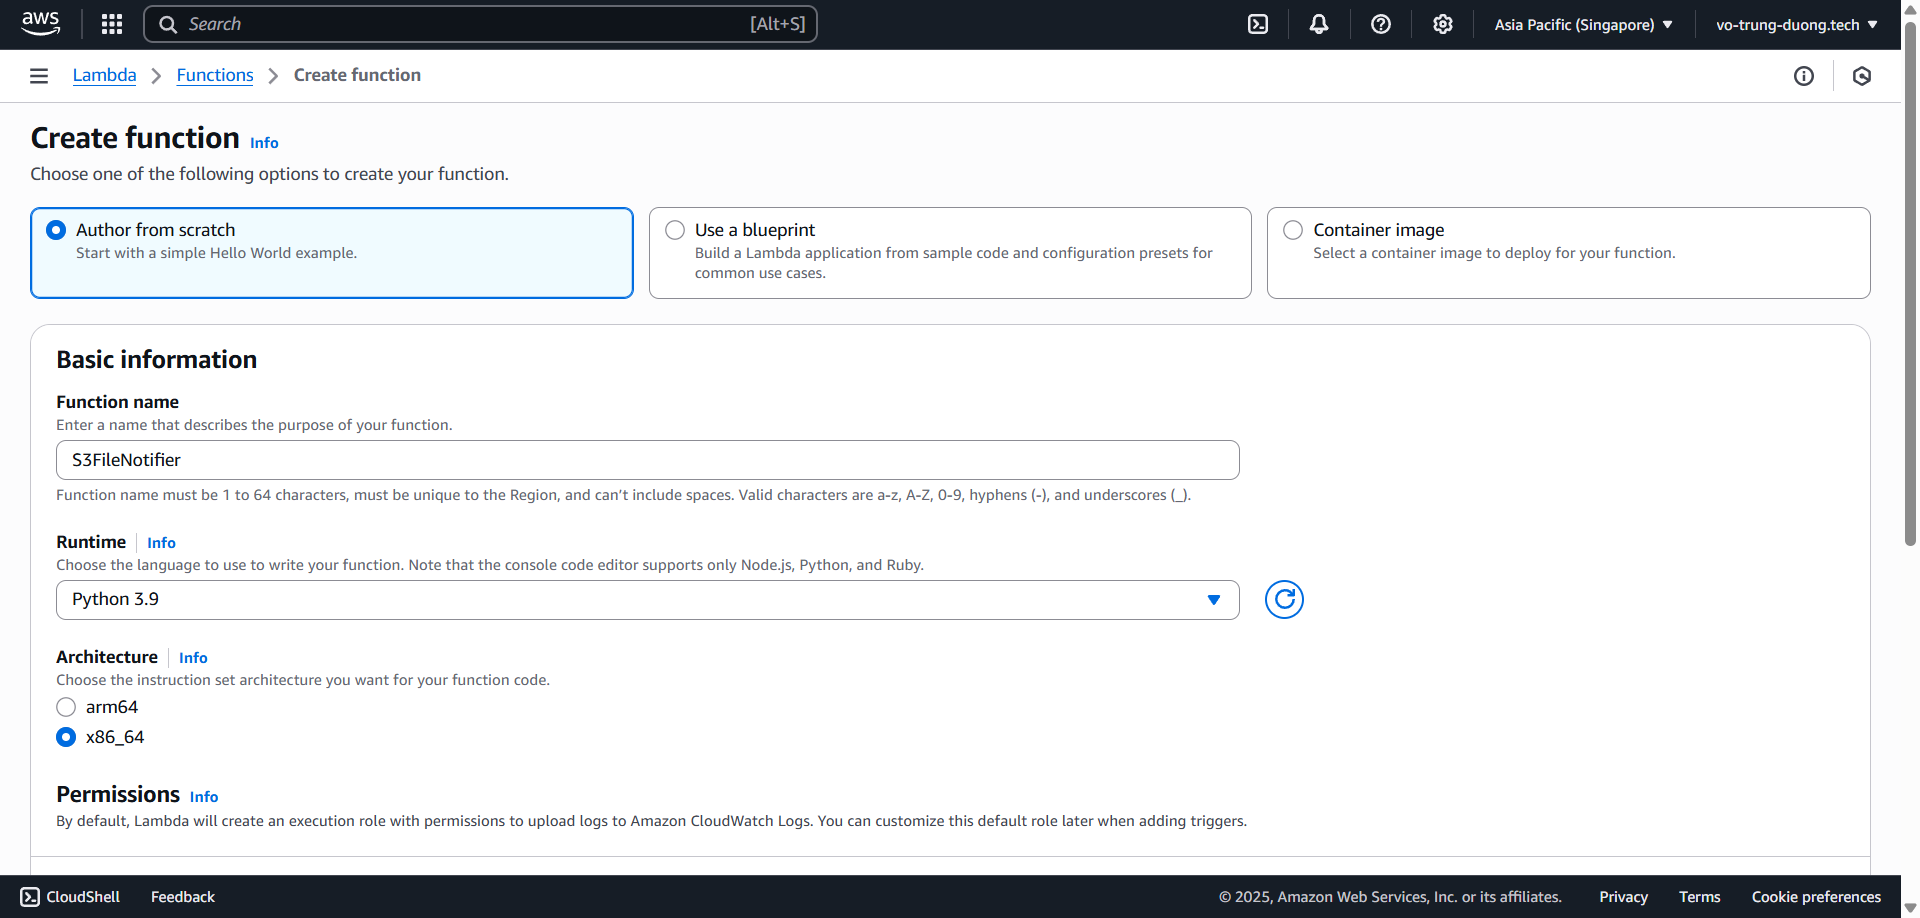 aws
Search [Alt+S]
Asia Pacific (Singapore)
vo-trung-duong.tech
Lambda
Functions
Create function
Create function Info
Choose one of the following options to create your function.
Author from scratch
Start with a simple Hello World example.
Use a blueprint
Build a Lambda application from sample code and configuration presets for
common use cases.
Container image
Select a container image to deploy for your function.
Basic information
Function name
Enter a name that describes the purpose of your function.
S3FileNotifier
Function name must be 1 to 64 characters, must be unique to the Region, and can’t include spaces. Valid characters are a-z, A-Z, 0-9, hyphens (-), and underscores (_).
Runtime Info
Choose the language to use to write your function. Note that the console code editor supports only Node.js, Python, and Ruby.
Python 3.9
Architecture Info
Choose the instruction set architecture you want for your function code.
arm64
x86_64
Permissions Info
By default, Lambda will create an execution role with permissions to upload logs to Amazon CloudWatch Logs. You can customize this default role later when adding triggers.
CloudShell
Feedback
© 2025, Amazon Web Services, Inc. or its affiliates.
Privacy
Terms
Cookie preferences